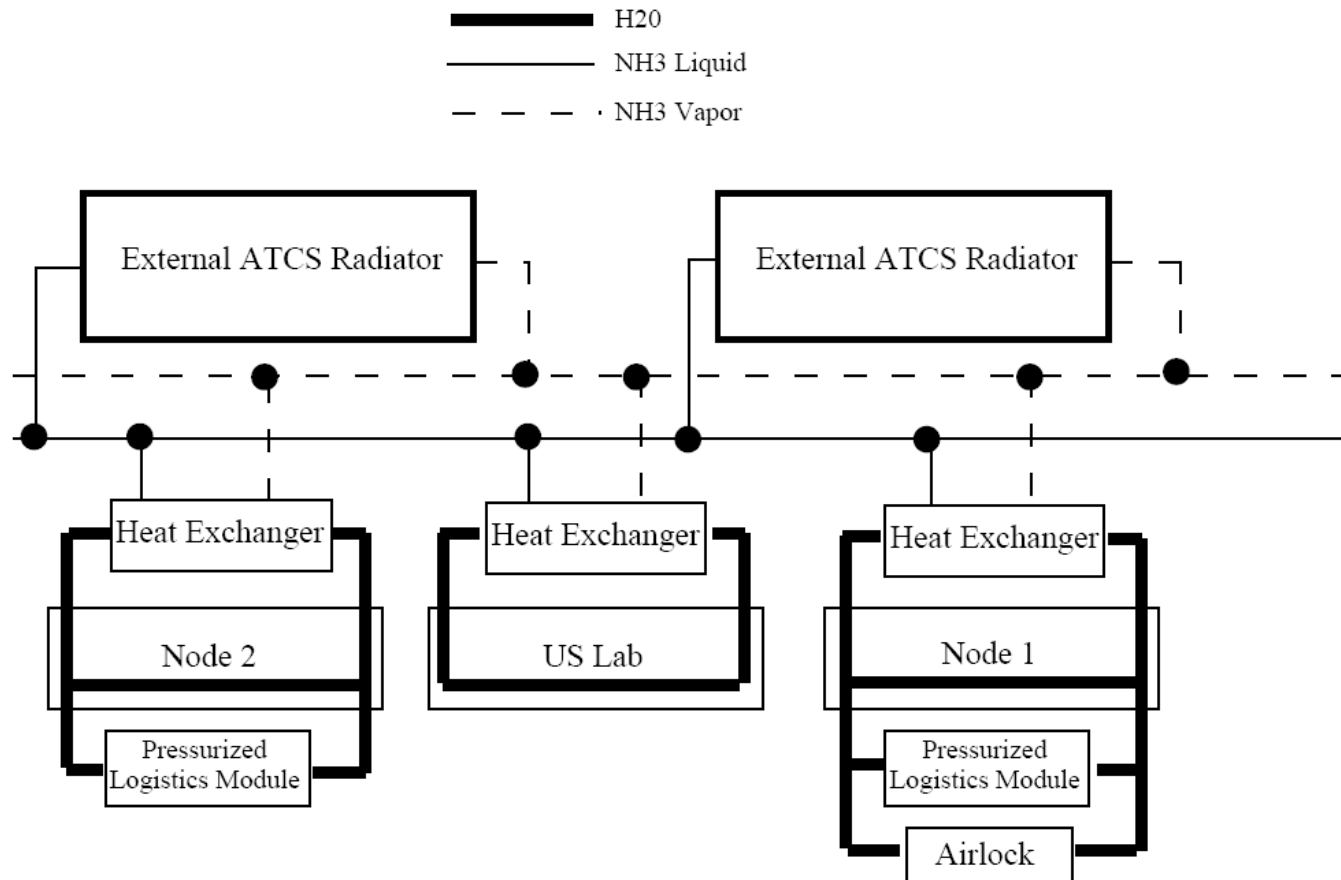 H20
NH3 Liquid
NH3 Vapor
External ATCS Radiator
External ATCS Radiator
Heat Exchanger
Heat Exchanger
Heat Exchanger
Node 2
US Lab
Node 1
Pressurized
Logistics Module
Pressurized
Logistics Module
Airlock